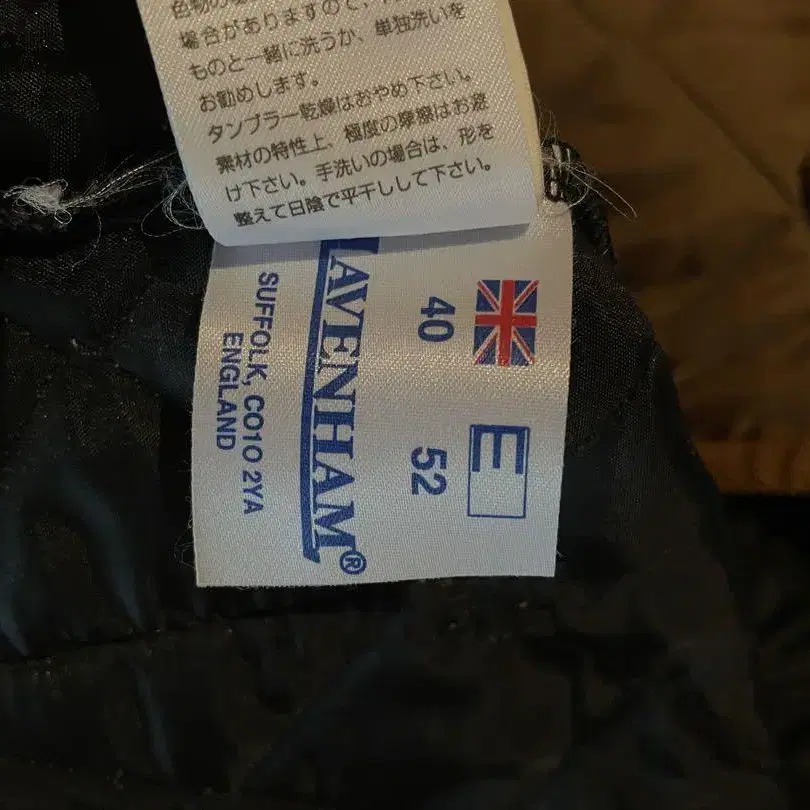 場合がありますので、
ものと一緒に洗うか、単独洗いを
お勧めします。
タンブラー乾燥はおやめ下さい。
素材の特性上、極度の摩擦はお避
け下さい。手洗いの場合は、形を
整えて日陰で平干しして下さい。
40
E
52
LAVENHAM®
SUFFOLK, CO10 2YA
ENGLAND